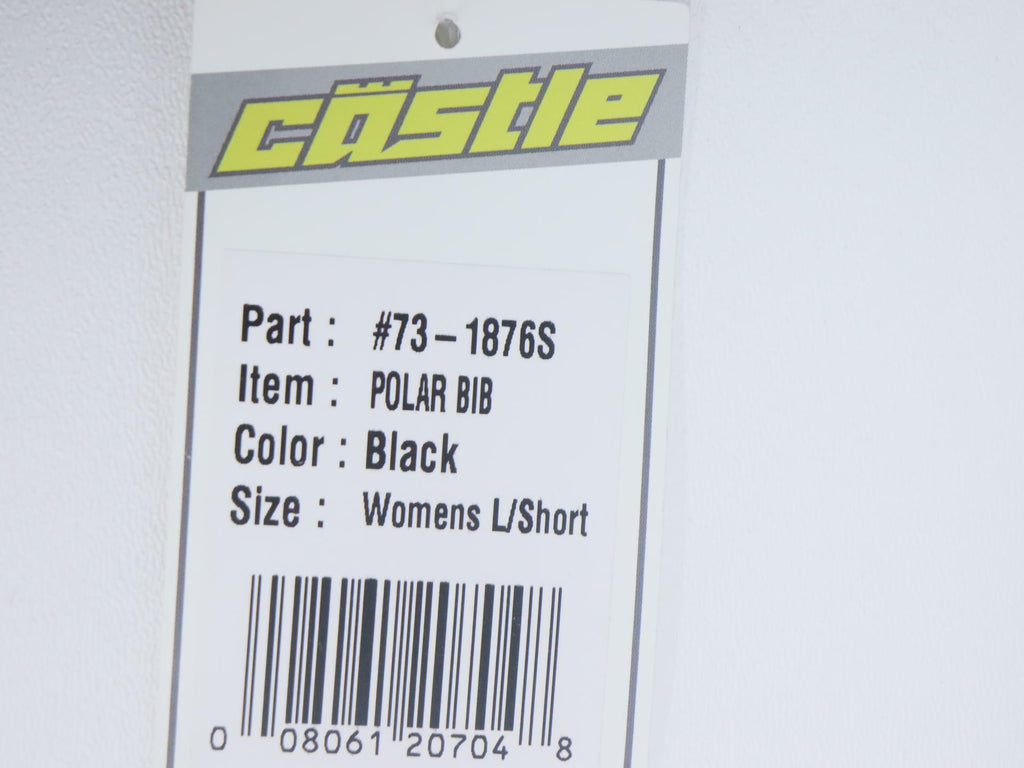 cästle
Part : #73-1876S
Item : POLAR BIB
Color : Black
Size : Womens L/Short
0 08061 20704 8